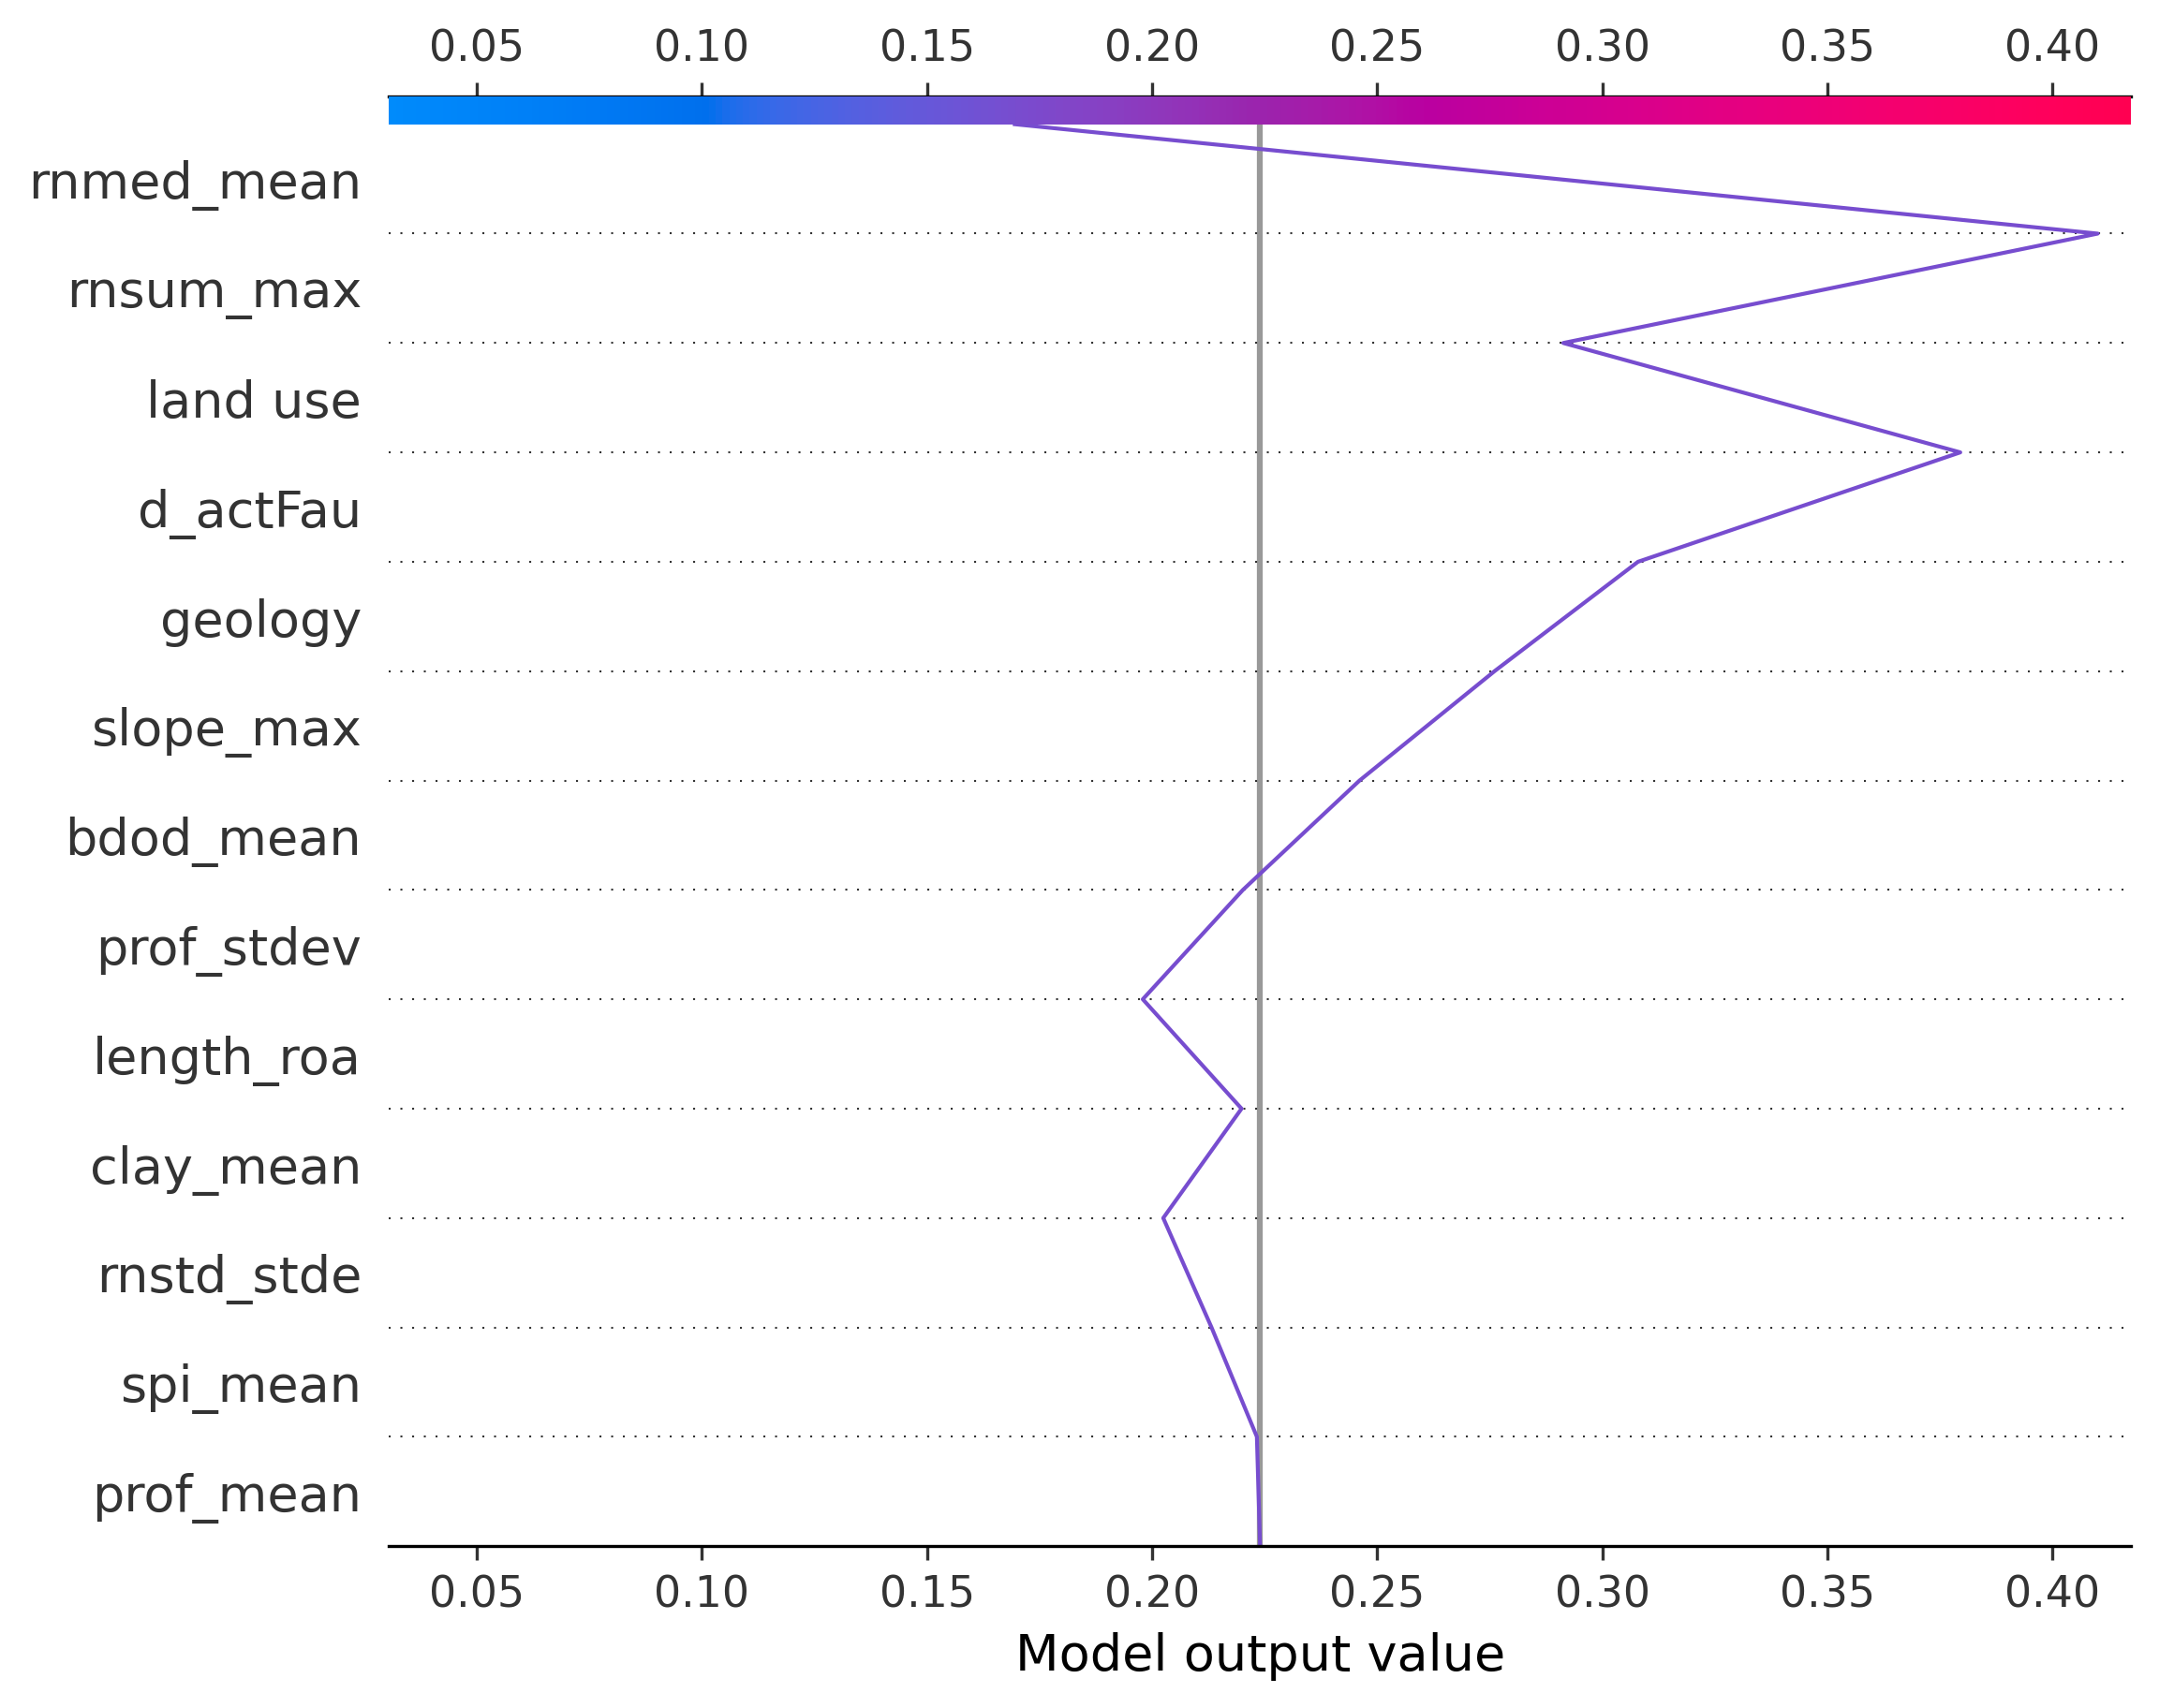 0.05 0.10 0.15 0.20 0.25 0.30 0.35 0.40
rnmed_mean
rnsum_max
land use
d_actFau
geology
slope_max
bdod_mean
prof_stdev
length_roa
clay_mean
rnstd_stde
spi_mean
prof_mean
0.05 0.10 0.15 0.20 0.25 0.30 0.35 0.40
Model output value